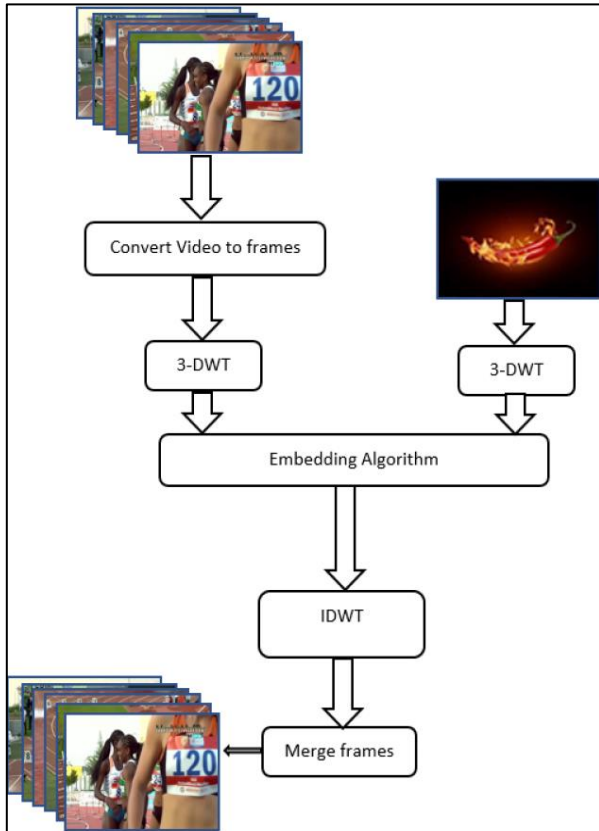 120
Convert Video to frames
3-DWT
3-DWT
Embedding Algorithm
IDWT
Merge frames
120